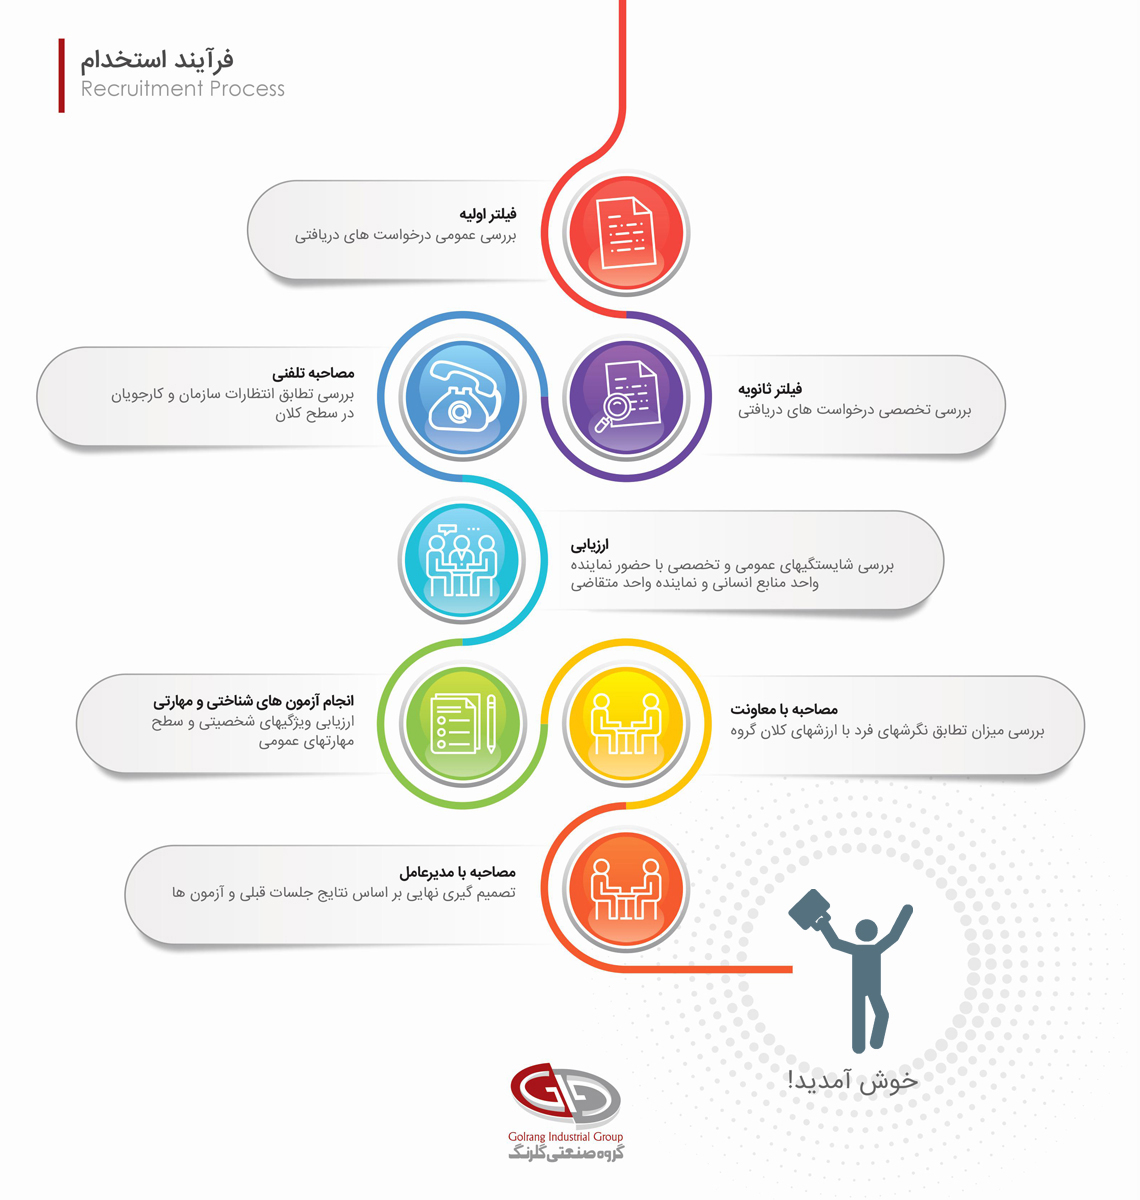 فرآیند استخدام
Recruitment Process
فیلتر اولیه
بررسی عمومی درخواست های دریافتی
فیلتر ثانویه
بررسی تخصصی درخواست های دریافتی
مصاحبه تلفنی
بررسی تطابق انتظارات سازمان و کارجویان
در سطح کلان
ارزیابی
بررسی شایستگیهای عمومی و تخصصی با حضور نماینده
واحد منابع انسانی و نماینده واحد متقاضی
انجام آزمون های شناختی و مهارتی
ارزیابی ویژگیهای شخصیتی و سطح
مهارتهای عمومی
مصاحبه با معاونت
بررسی میزان تطابق نگرشهای فرد با ارزشهای کلان گروه
مصاحبه با مدیرعامل
تصمیم گیری نهایی بر اساس نتایج جلسات قبلی و آزمون ها
خوش آمدید!
Golrang Industrial Group
گروه صنعتی گلرنگ